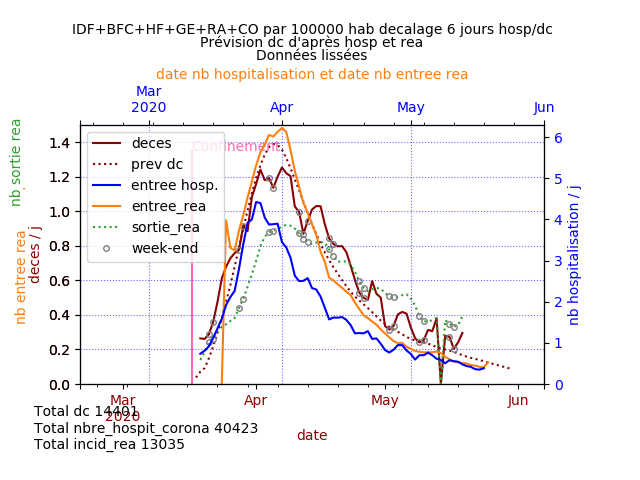 IDF+BFC+HF+GE+RA+CO par 100000 hab decalage 6 jours hosp/dc
Prévision dc d'après hosp et rea
Données lissées
date nb hospitalisation et date nb entree rea
Mar
2020
Apr
May
Jun
Confinement
deces
prev dc
entree hosp.
entree_rea
sortie_rea
week-end
nb sortie rea
nb entree rea
deces / j
1.4
1.2
1.0
0.8
0.6
0.4
0.2
0.0
6
5
4
3
2
1
0
nb hospitalisation / j
Mar
2020
Apr
May
Jun
date
Total dc 14401
Total nbre_hospit_corona 40423
Total incid_rea 13035